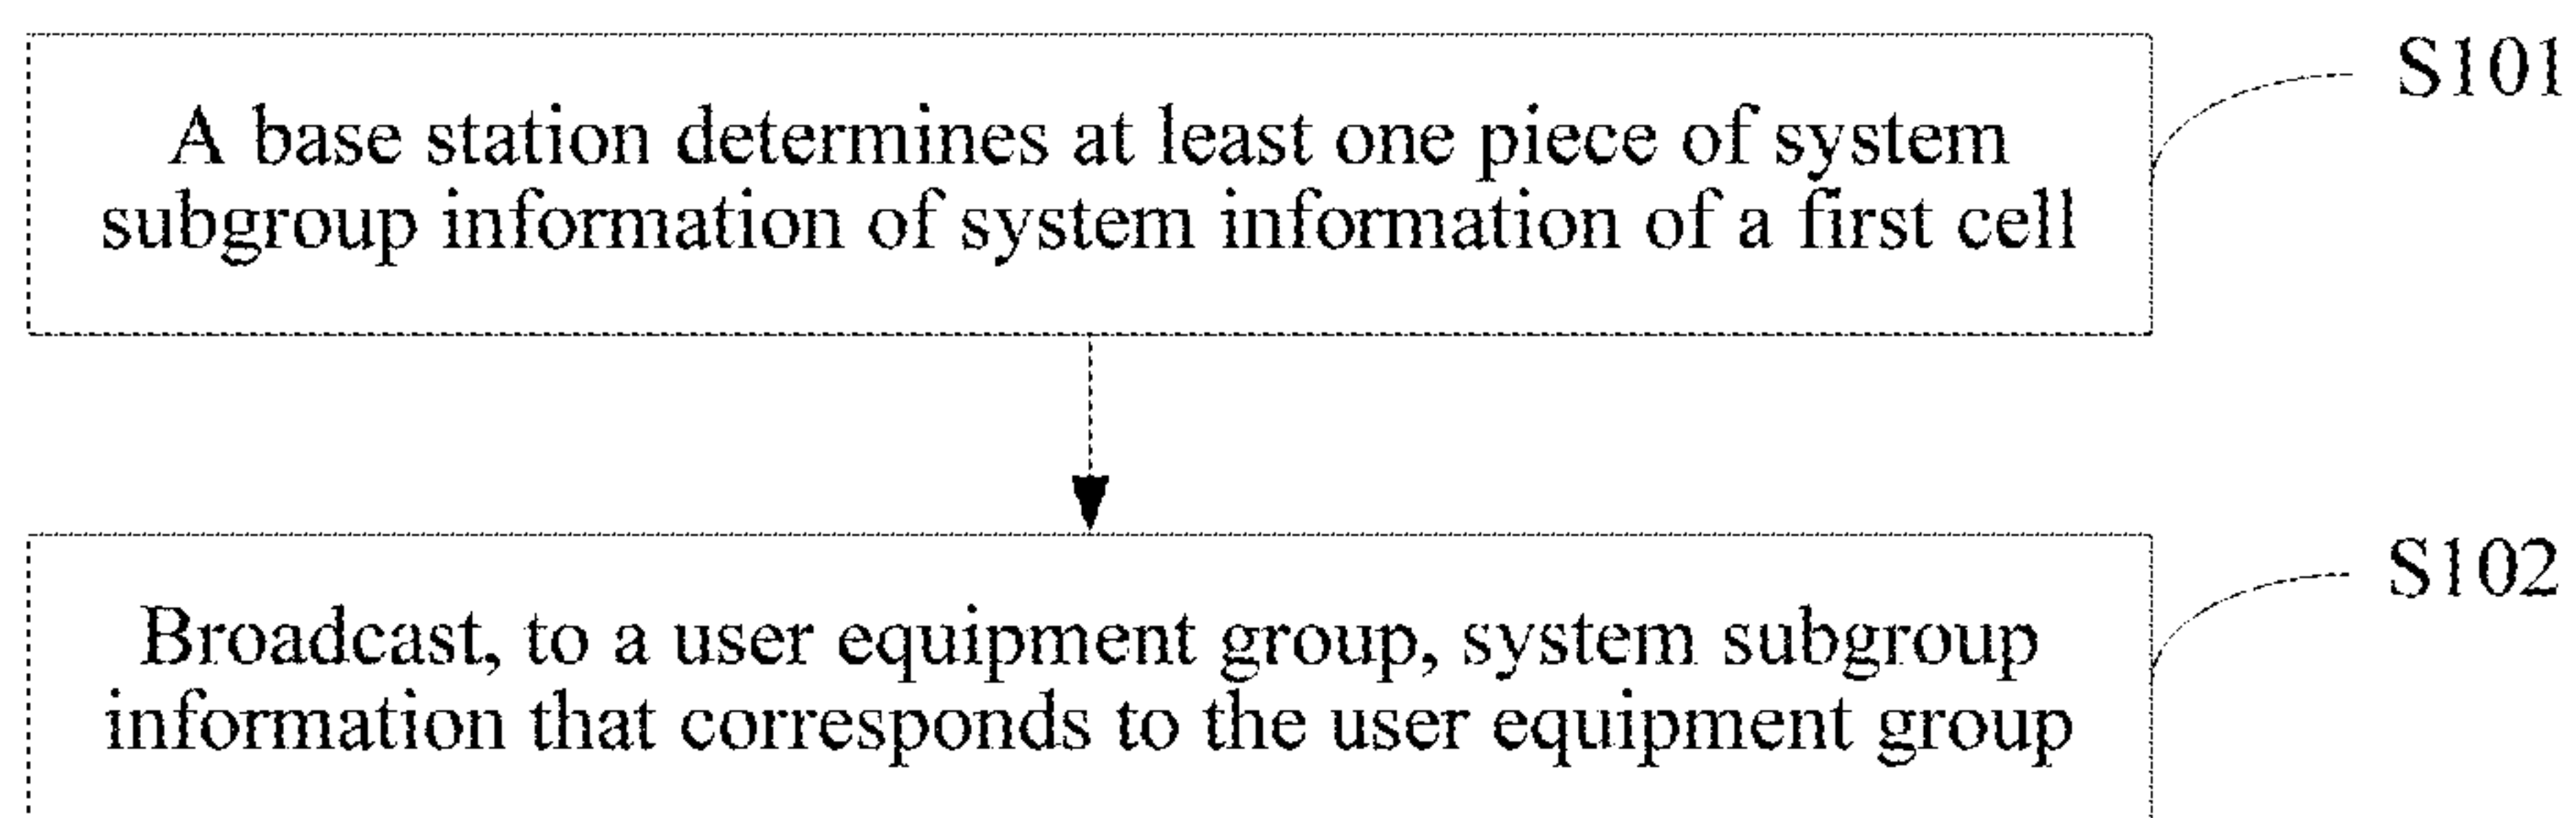 S101
A base station determines at least one piece of system
subgroup information of system information of a first cell
S102
Broadcast, to a user equipment group, system subgroup
information that corresponds to the user equipment group